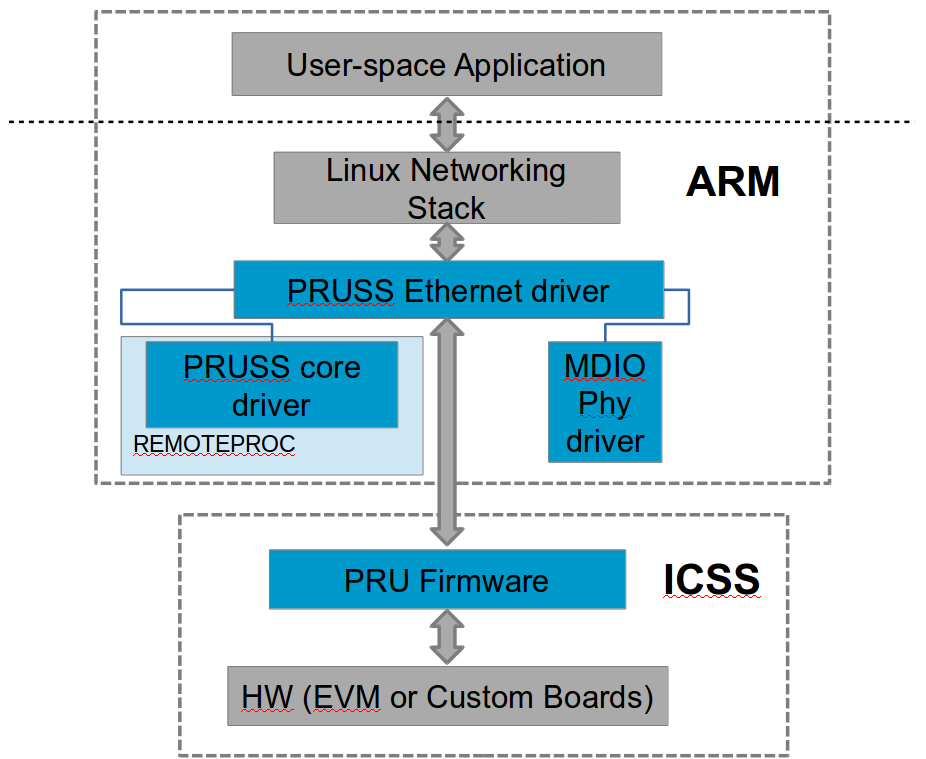 User-space Application
Linux Networking
Stack
ARM
PRUSS Ethernet driver
PRUSS core
driver
REMOTEPROC
MDIO
Phy
driver
PRU Firmware
ICSS
HW (EVM or Custom Boards)